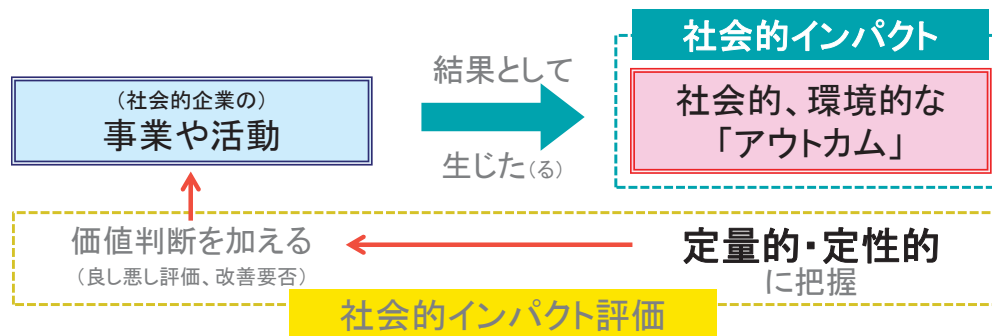 社会的インパクト
(社会的企業の)
事業や活動
結果として
生じた(る)
社会的、環境的な
「アウトカム」
価値判断を加える
(良し悪し評価、改善要否)
定量的・定性的
に把握
社会的インパクト評価